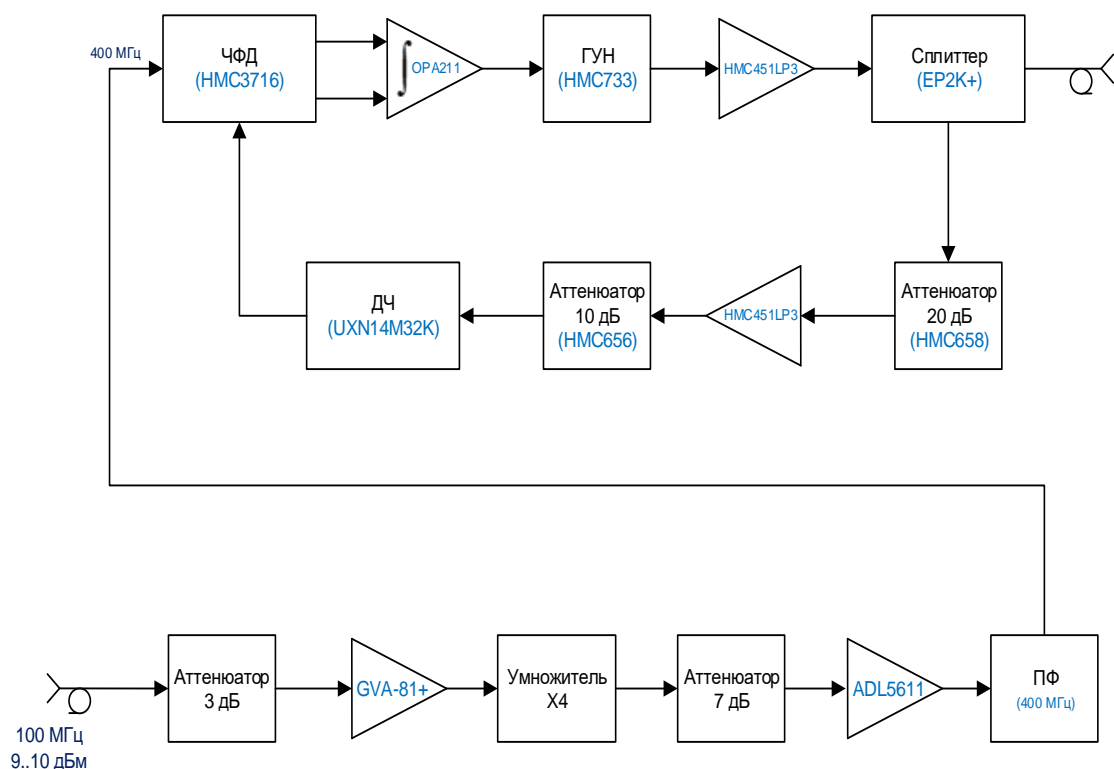 400 МГц
ЧФД
(HMC3716)
∫ OPA211
ГУН
(HMC733)
HMC451LP3
Сплиттер
(EP2K+)
ДЧ
(UXN14M32K)
Аттенюатор
10 дБ
(HMC656)
HMC451LP3
Аттенюатор
20 дБ
(HMC658)
100 МГц
9..10 дБм
Аттенюатор
3 дБ
GVA-81+
Умножитель
X4
Аттенюатор
7 дБ
ADL5611
ПФ
(400 МГц)